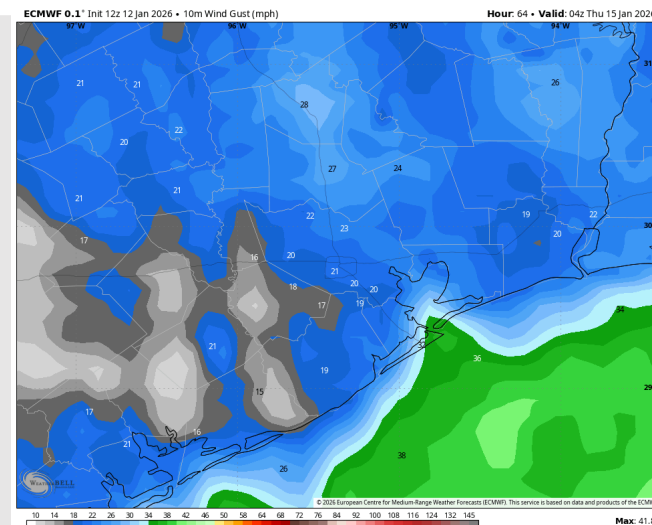 ECMWF 0.1° Init 12z 12 Jan 2026 • 10m Wind Gust (mph)
Hour: 64 • Valid: 04z Thu 15 Jan 2026
97°W 96°W 95°W 94°W
31
21 21 28 26
22
20
27 24
21 21
22 19 22
17 23 20 30
16 20
21
18 20 20
17 19
34
21 36
19
29
15
17
16
21
38
26
WeatherBELL
© 2026 European Centre for Medium-Range Weather Forecasts (ECMWF). This service is based on data and products of the ECMW
10 14 18 22 26 30 34 38 42 46 50 54 58 64 68 72 76 84 92 100 108 116 124 132 145
Max: 41.8